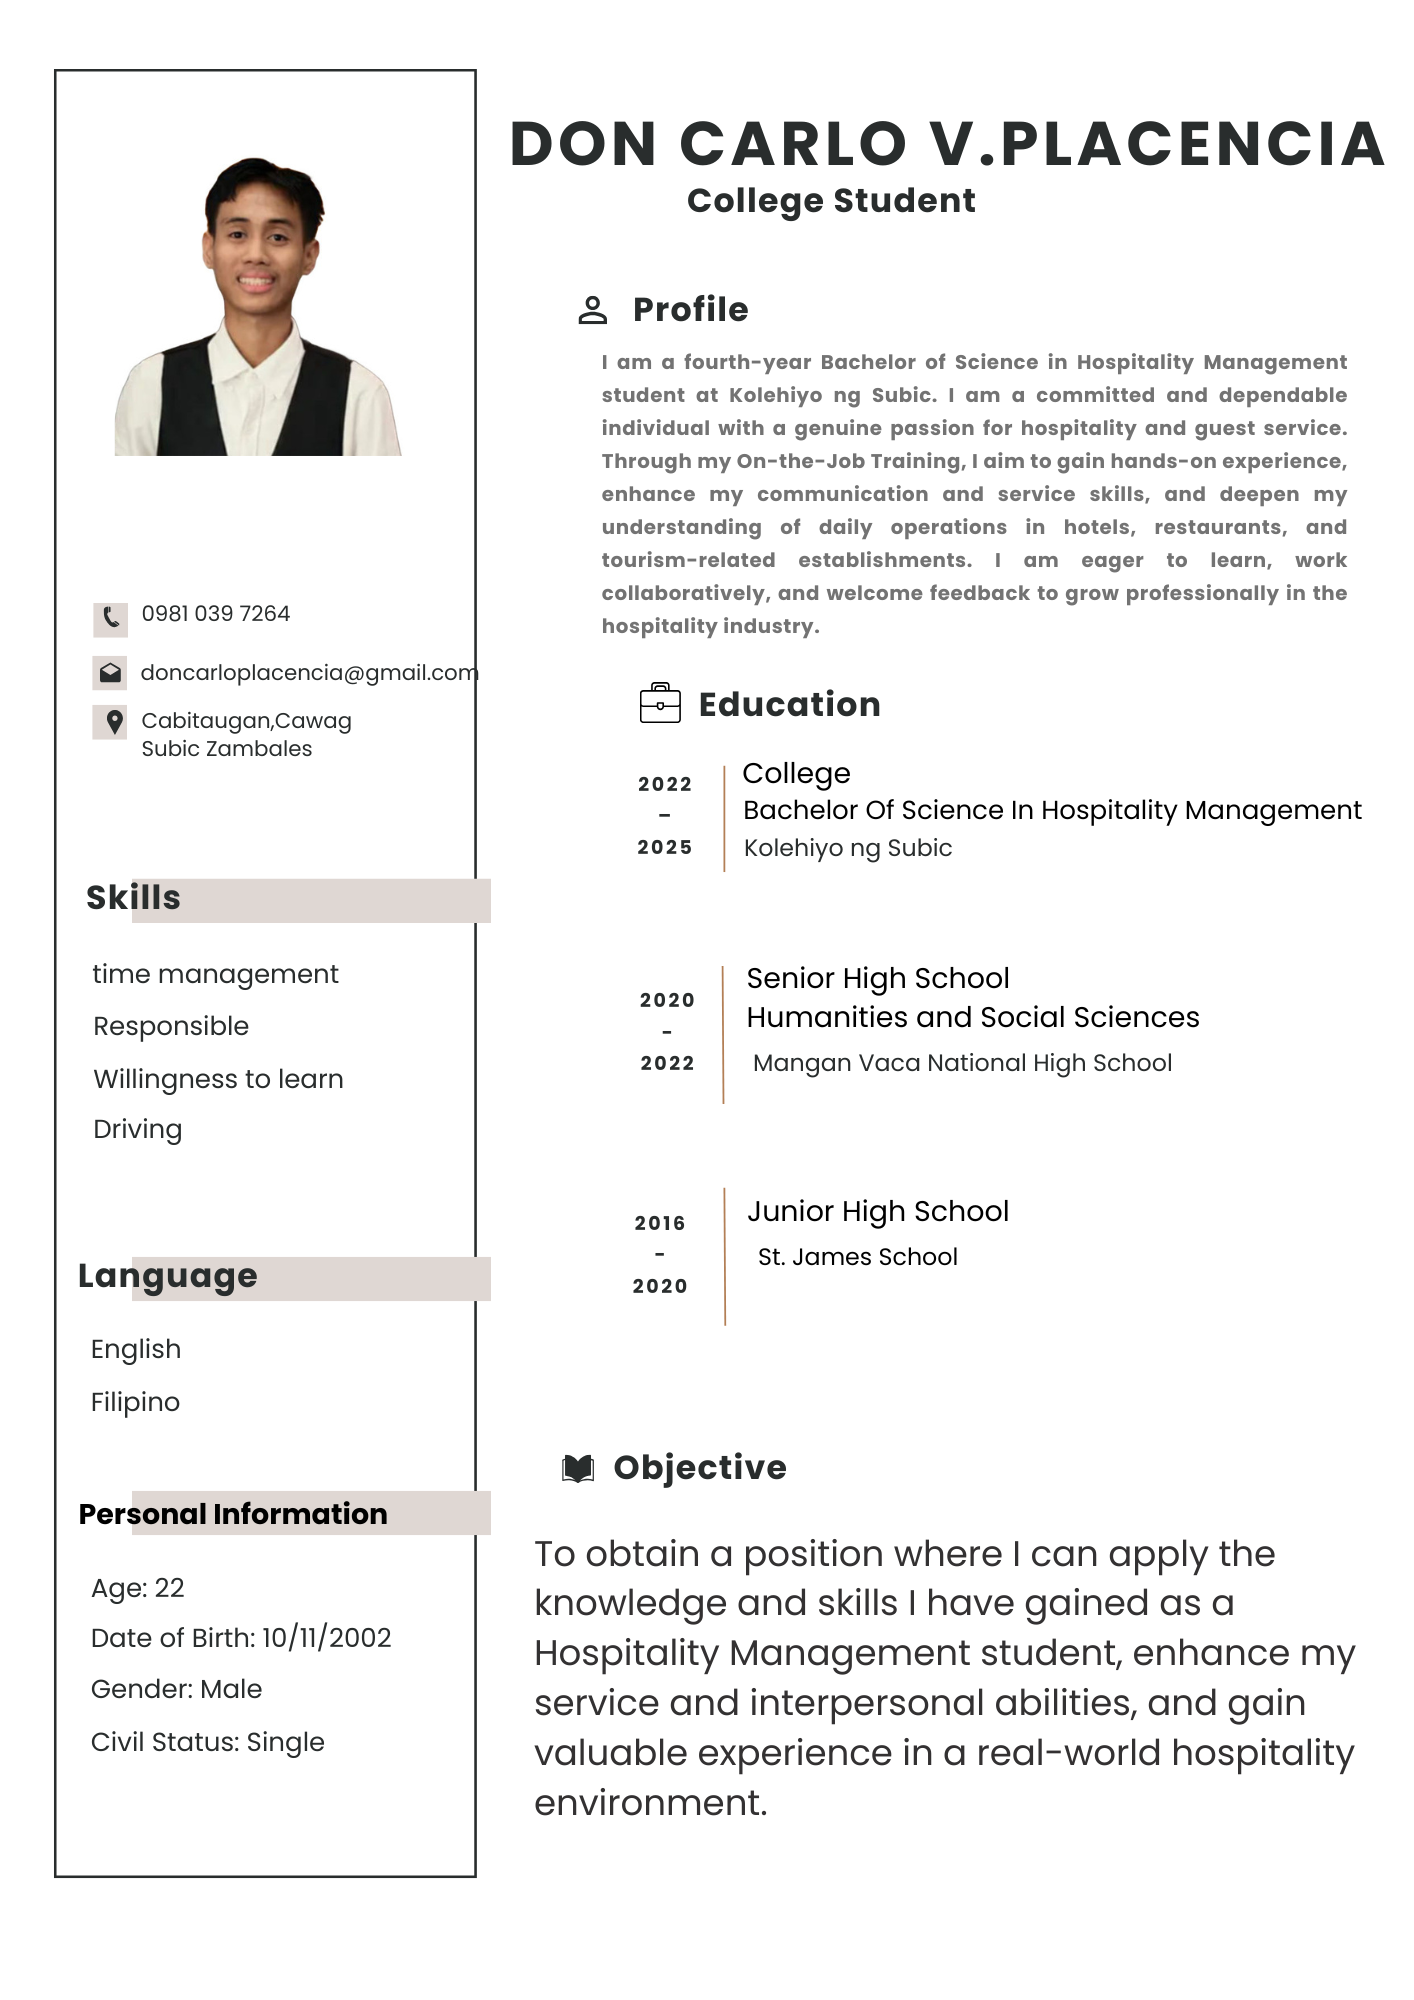 DON CARLO V.PLACENCIA
College Student
0981 039 7264
doncarloplacencia@gmail.com
Cabitaugan,Cawag
Subic Zambales
Skills
time management
Responsible
Willingness to learn
Driving
Language
English
Filipino
Personal Information
Age: 22
Date of Birth: 10/11/2002
Gender: Male
Civil Status: Single
Profile
I am a fourth-year Bachelor of Science in Hospitality Management
student at Kolehiyo ng Subic. I am a committed and dependable
individual with a genuine passion for hospitality and guest service.
Through my On-the-Job Training, I aim to gain hands-on experience,
enhance my communication and service skills, and deepen my
understanding of daily operations in hotels, restaurants, and
tourism-related establishments. I am eager to learn, work
collaboratively, and welcome feedback to grow professionally in the
hospitality industry.
Education
2022
–
2025
College
Bachelor Of Science In Hospitality Management
Kolehiyo ng Subic
2020
-
2022
Senior High School
Humanities and Social Sciences
Mangan Vaca National High School
2016
-
2020
Junior High School
St. James School
Objective
To obtain a position where I can apply the
knowledge and skills I have gained as a
Hospitality Management student, enhance my
service and interpersonal abilities, and gain
valuable experience in a real-world hospitality
environment.